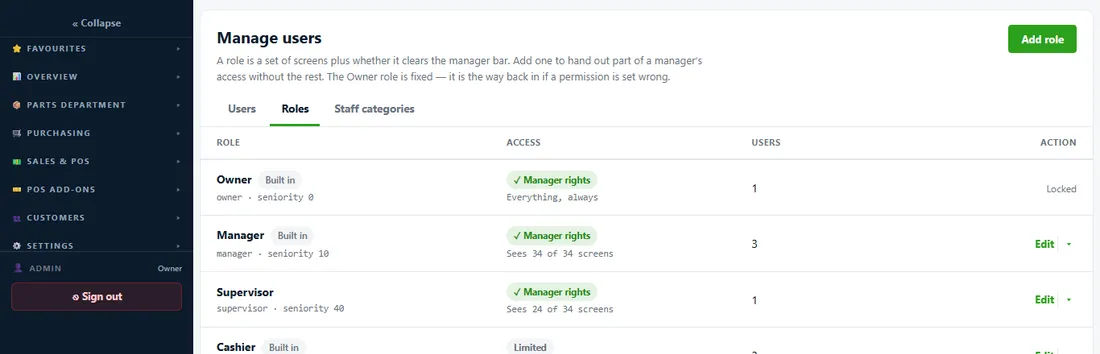 « Collapse
FAVOURITES
OVERVIEW
PARTS DEPARTMENT
PURCHASING
SALES & POS
POS ADD-ONS
CUSTOMERS
SETTINGS
ADMIN Owner
Sign out
Manage users
Add role
A role is a set of screens plus whether it clears the manager bar. Add one to hand out part of a manager's
access without the rest. The Owner role is fixed — it is the way back in if a permission is set wrong.
Users Roles Staff categories
ROLE ACCESS USERS ACTION
Owner Built in ✓ Manager rights 1 Locked
owner · seniority 0 Everything, always
Manager Built in ✓ Manager rights 3 Edit
manager · seniority 10 Sees 34 of 34 screens
Supervisor ✓ Manager rights 1 Edit
supervisor · seniority 40 Sees 24 of 34 screens
Cashier Built in Limited